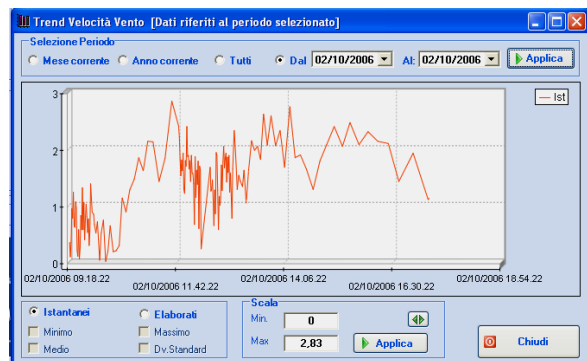 Trend Velocità Vento [Dati riferiti al periodo selezionato]
Selezione Periodo
Mese corrente Anno corrente Tutti Dal 02/10/2006 Al: 02/10/2006 Applica
3
Ist
2
1
0
02/10/2006 09.18.22 02/10/2006 14.06.22 02/10/2006 18.54.22
02/10/2006 11.42.22 02/10/2006 16.30.22
Istantanei Elaborati
Minimo Massimo
Medio Dv.Standard
Scala
Min. 0
Max 2,83 Applica
Chiudi